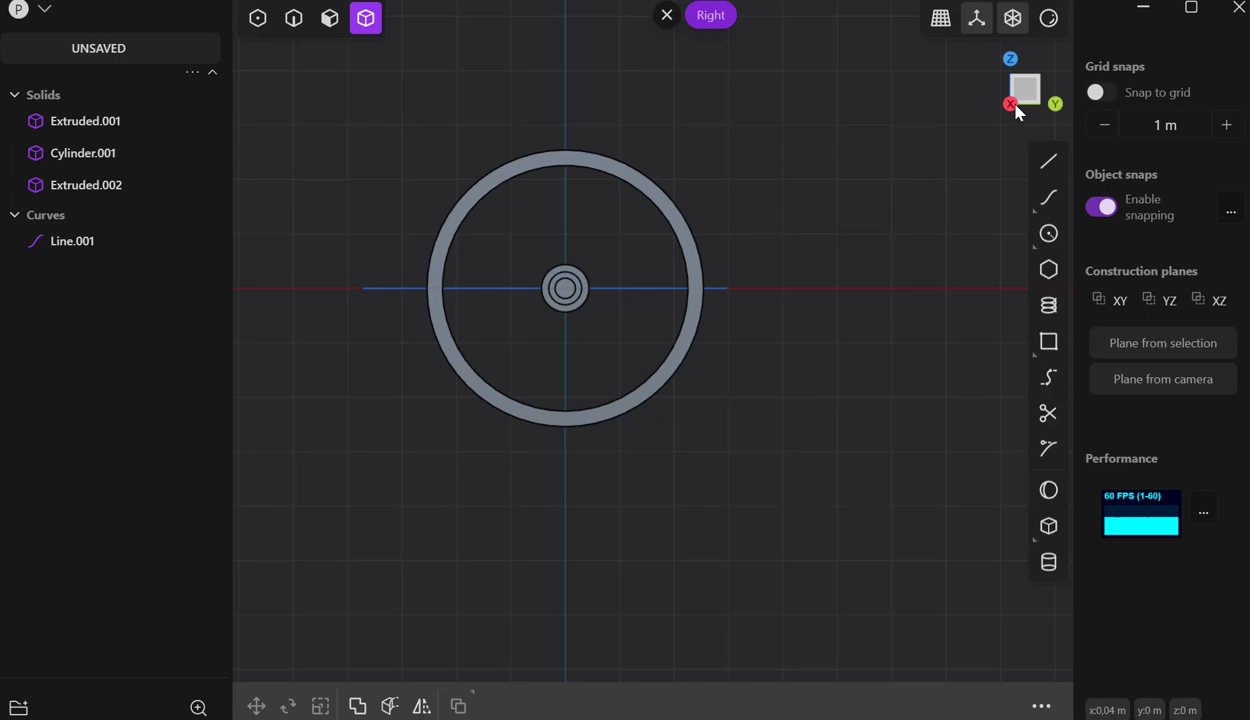 P
Right
UNSAVED
Solids
Extruded.001
Cylinder.001
Extruded.002
Curves
Line.001
Z
X
Y
Grid snaps
Snap to grid
1 m
Object snaps
Enable
snapping
Construction planes
XY
YZ
XZ
Plane from selection
Plane from camera
Performance
60 FPS (1-60)
x:0,04 m
y:0 m
z:0 m